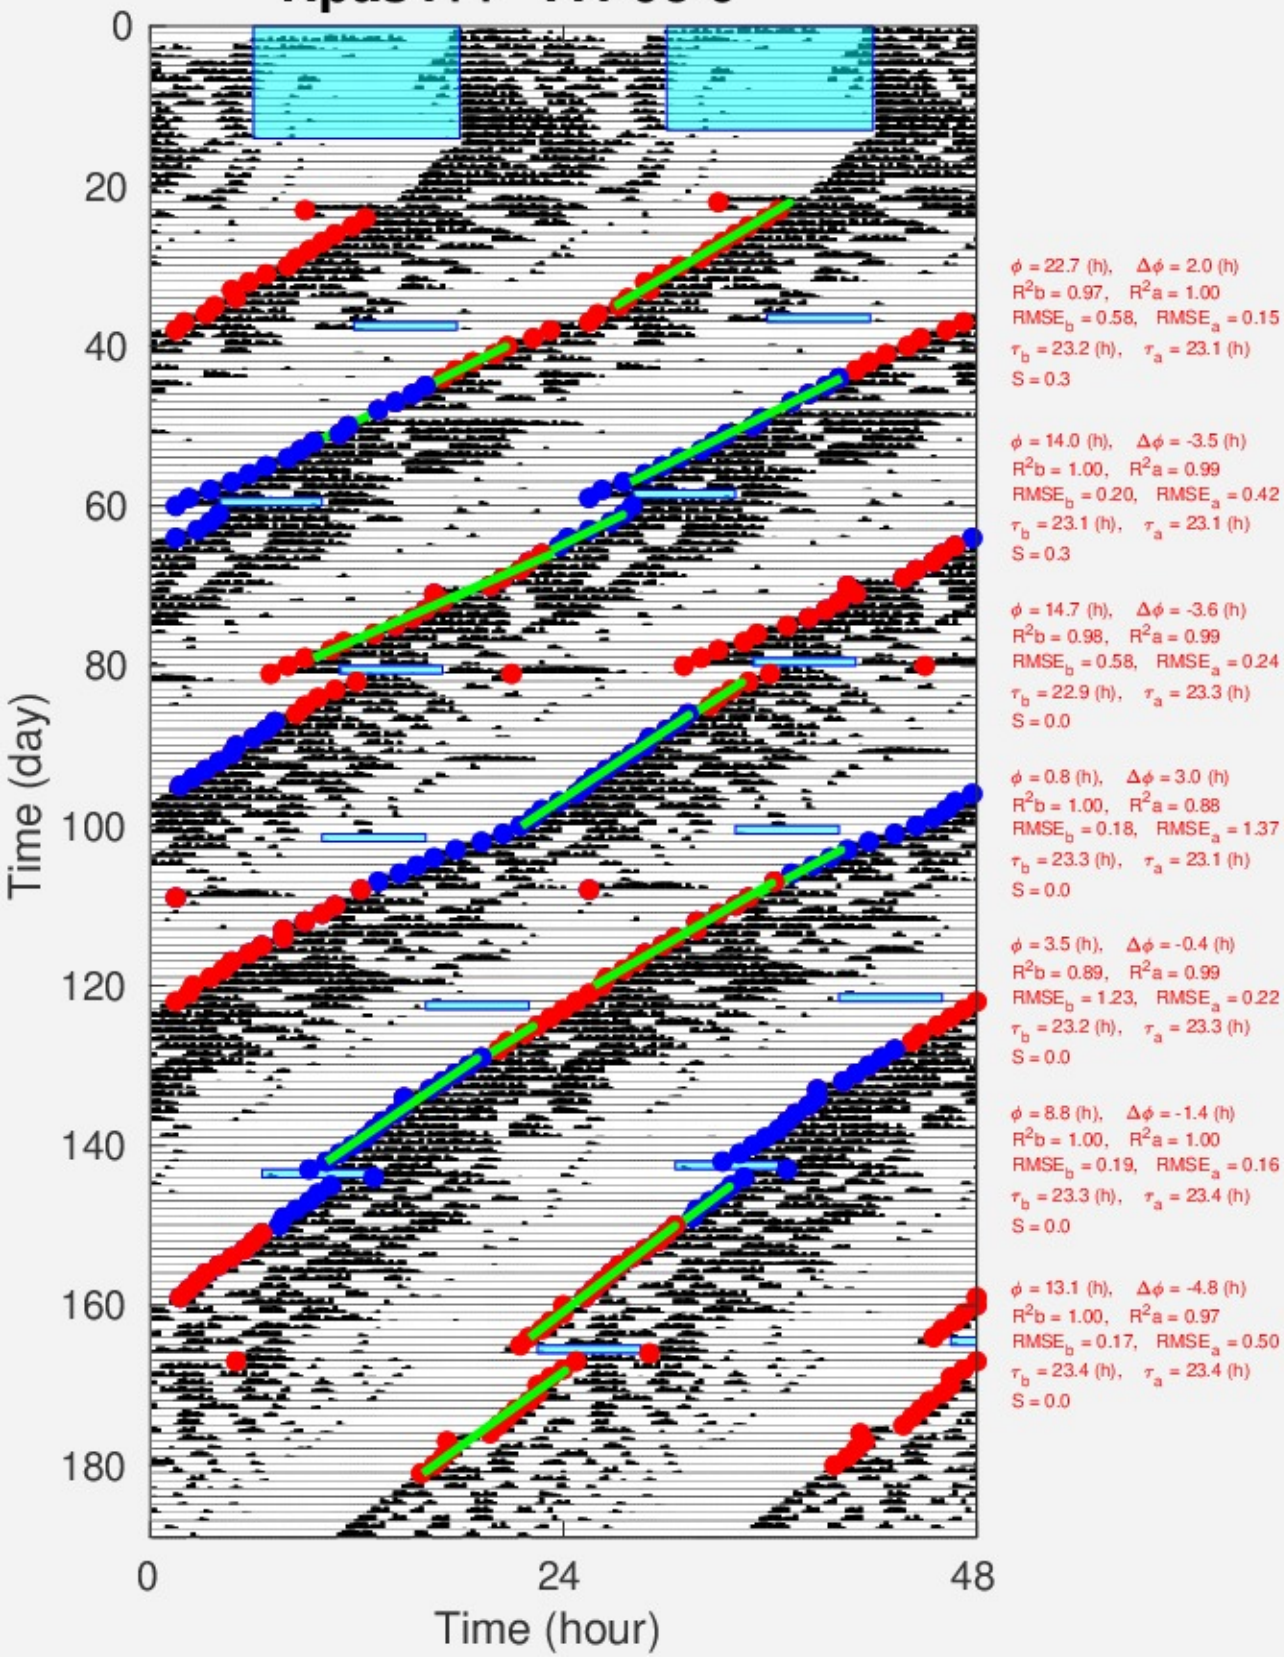 0
20
40
60
80
100
120
140
160
180
Time (day)
0 24 48
Time (hour)
ϕ = 22.7 (h), Δϕ = 2.0 (h)
R²b = 0.97, R²a = 1.00
RMSE_b = 0.58, RMSE_a = 0.15
τ_b = 23.2 (h), τ_a = 23.1 (h)
S = 0.3
ϕ = 14.0 (h), Δϕ = -3.5 (h)
R²b = 1.00, R²a = 0.99
RMSE_b = 0.20, RMSE_a = 0.42
τ_b = 23.1 (h), τ_a = 23.1 (h)
S = 0.3
ϕ = 14.7 (h), Δϕ = -3.6 (h)
R²b = 0.98, R²a = 0.99
RMSE_b = 0.58, RMSE_a = 0.24
τ_b = 22.9 (h), τ_a = 23.3 (h)
S = 0.0
ϕ = 0.8 (h), Δϕ = 3.0 (h)
R²b = 1.00, R²a = 0.88
RMSE_b = 0.18, RMSE_a = 1.37
τ_b = 23.3 (h), τ_a = 23.1 (h)
S = 0.0
ϕ = 3.5 (h), Δϕ = -0.4 (h)
R²b = 0.89, R²a = 0.99
RMSE_b = 1.23, RMSE_a = 0.22
τ_b = 23.2 (h), τ_a = 23.3 (h)
S = 0.0
ϕ = 8.8 (h), Δϕ = -1.4 (h)
R²b = 1.00, R²a = 1.00
RMSE_b = 0.19, RMSE_a = 0.16
τ_b = 23.3 (h), τ_a = 23.4 (h)
S = 0.0
ϕ = 13.1 (h), Δϕ = -4.8 (h)
R²b = 1.00, R²a = 0.97
RMSE_b = 0.17, RMSE_a = 0.50
τ_b = 23.4 (h), τ_a = 23.4 (h)
S = 0.0